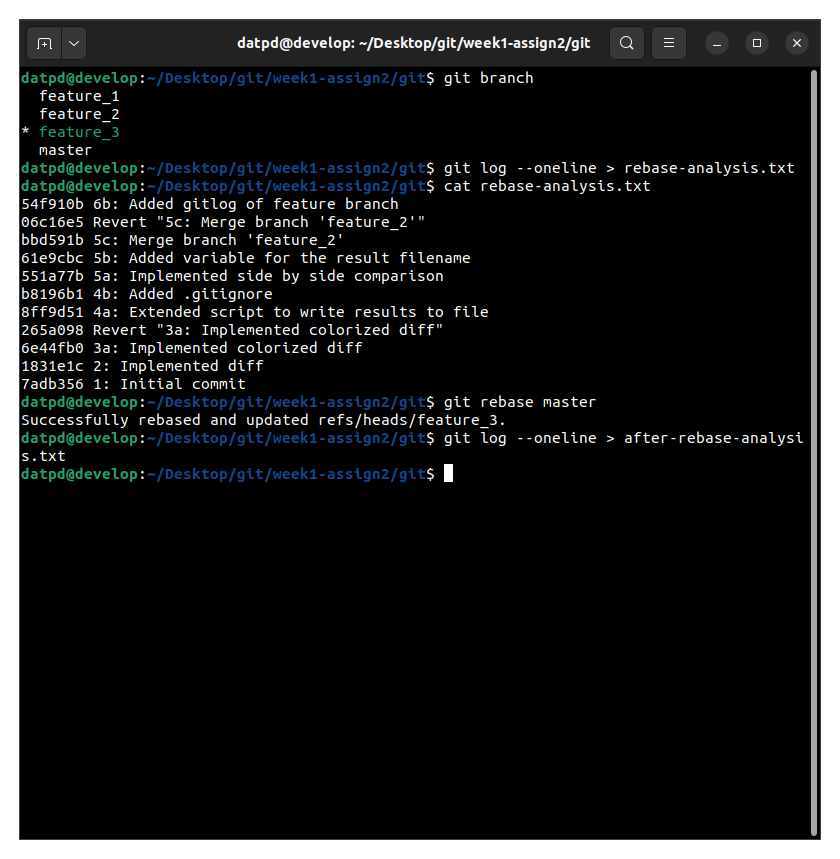 datpd@develop: ~/Desktop/git/week1-assign2/git
datpd@develop:~/Desktop/git/week1-assign2/git$ git branch
  feature_1
  feature_2
* feature_3
  master
datpd@develop:~/Desktop/git/week1-assign2/git$ git log --oneline > rebase-analysis.txt
datpd@develop:~/Desktop/git/week1-assign2/git$ cat rebase-analysis.txt
54f910b 6b: Added gitlog of feature branch
06c16e5 Revert "5c: Merge branch 'feature_2'"
bbd591b 5c: Merge branch 'feature_2'
61e9cbc 5b: Added variable for the result filename
551a77b 5a: Implemented side by side comparison
b8196b1 4b: Added .gitignore
8ff9d51 4a: Extended script to write results to file
265a098 Revert "3a: Implemented colorized diff"
6e44fb0 3a: Implemented colorized diff
1831e1c 2: Implemented diff
7adb356 1: Initial commit
datpd@develop:~/Desktop/git/week1-assign2/git$ git rebase master
Successfully rebased and updated refs/heads/feature_3.
datpd@develop:~/Desktop/git/week1-assign2/git$ git log --oneline > after-rebase-analysi
s.txt
datpd@develop:~/Desktop/git/week1-assign2/git$